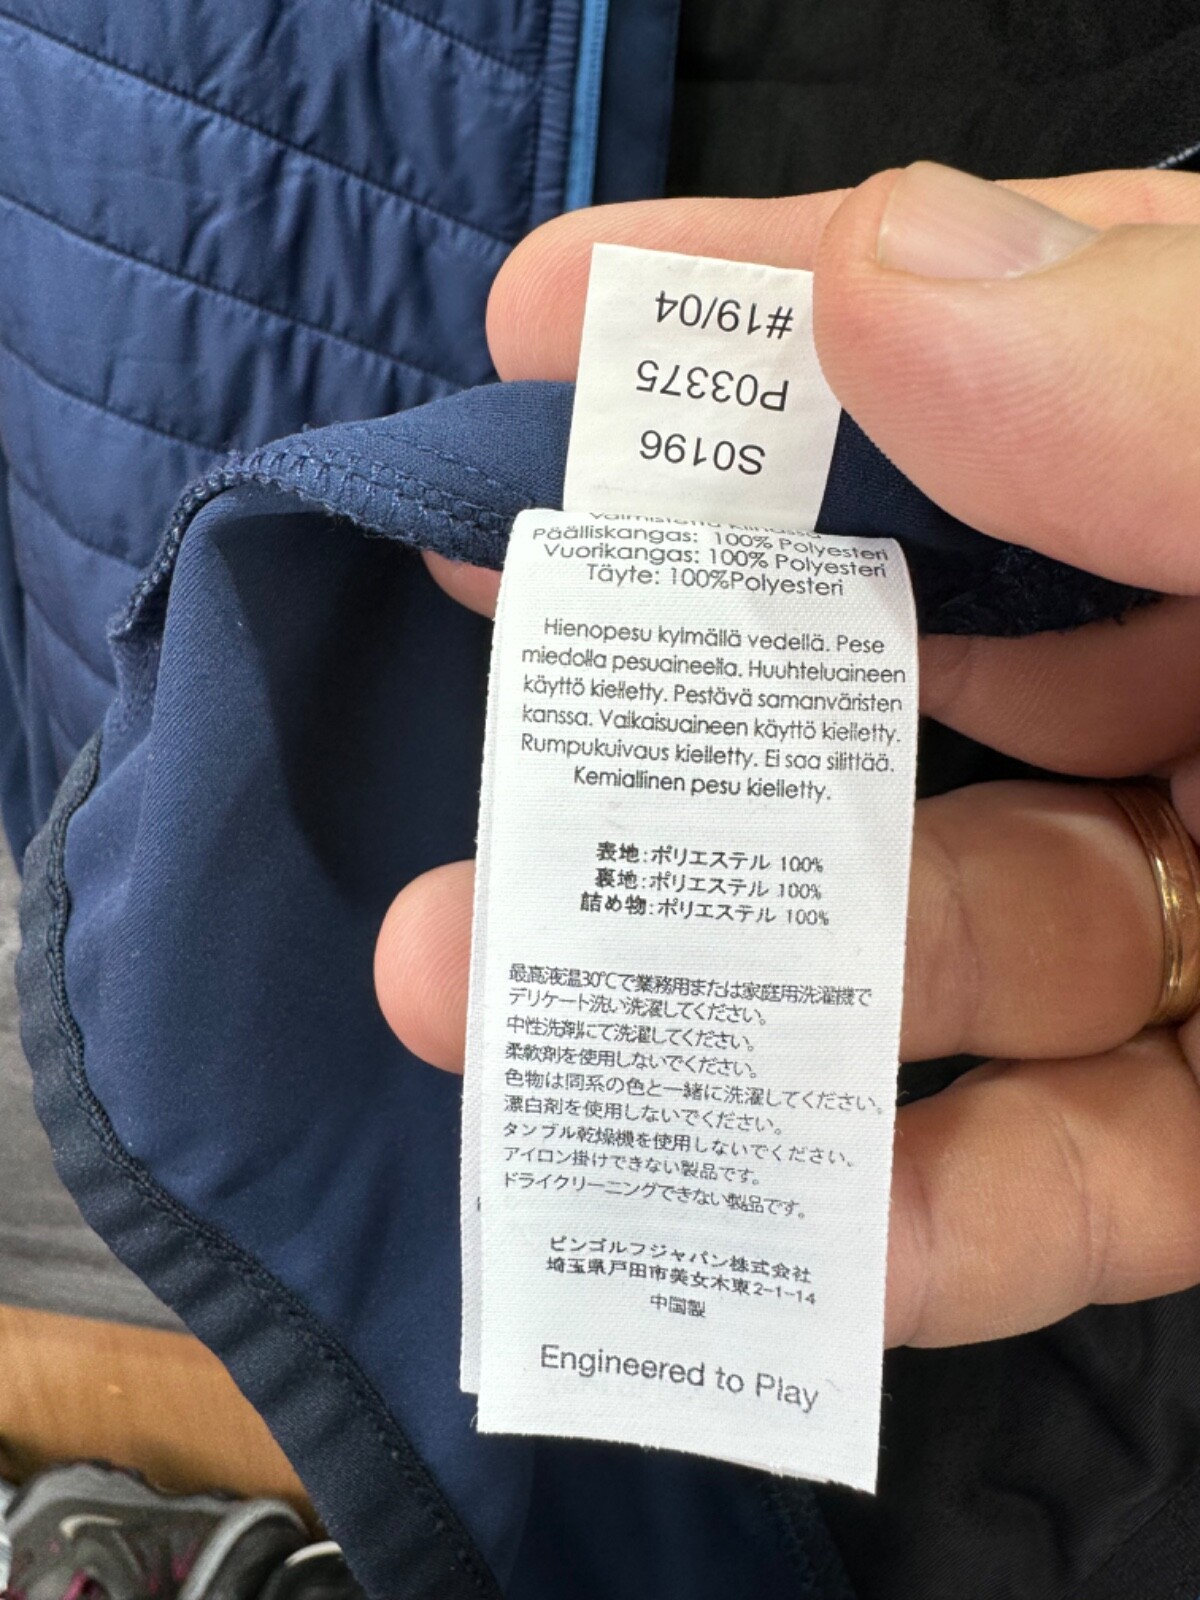 #19/04
P03375
S0196
Valmistettu Kiinassa
Päälliskangas: 100% Polyesteri
Vuorikangas: 100% Polyesteri
Täyte: 100%Polyesteri
Hienopesu kylmällä vedellä. Pese
miedolla pesuaineella. Huuhteluaineen
käyttö kielletty. Pestävä samanväristen
kanssa. Valkaisuaineen käyttö kielletty.
Rumpukuivaus kielletty. Ei saa silittää.
Kemiallinen pesu kielletty.
表地:ポリエステル 100%
裏地:ポリエステル 100%
詰め物:ポリエステル 100%
最高液温30℃で業務用または家庭用洗濯機で
デリケート洗い洗濯してください。
中性洗剤にて洗濯してください。
柔軟剤を使用しないでください。
色物は同系の色と一緒に洗濯してください。
漂白剤を使用しないでください。
タンブル乾燥機を使用しないでください。
アイロン掛けできない製品です。
ドライクリーニングできない製品です。
ピンゴルフジャパン株式会社
埼玉県戸田市美女木東2-1-14
中国製
Engineered to Play